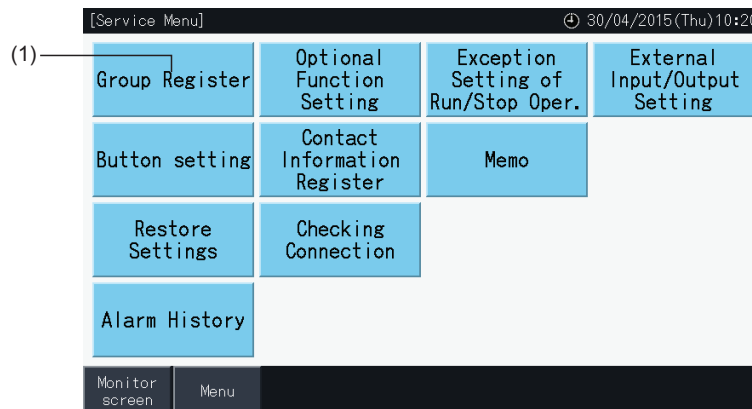 [Service Menu] 30/04/2015(Thu)10:20
(1)
Group Register
Optional
Function
Setting
Exception
Setting of
Run/Stop Oper.
External
Input/Output
Setting
Button setting
Contact
Information
Register
Memo
Restore
Settings
Checking
Connection
Alarm History
Monitor
screen
Menu